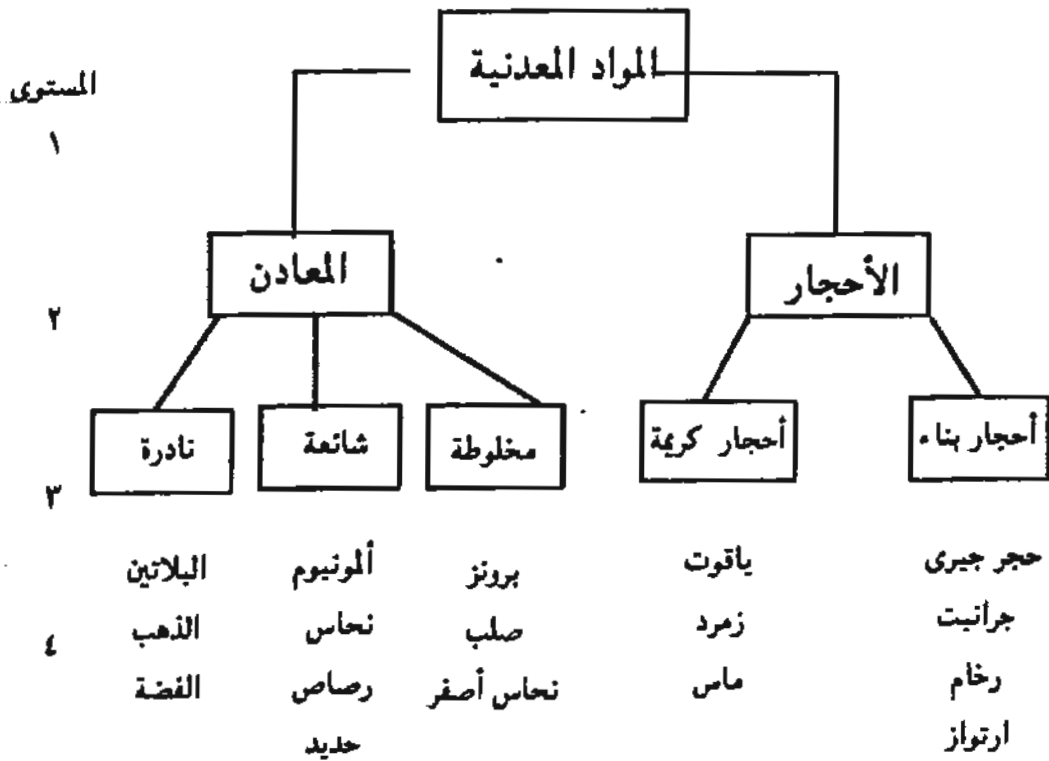 المواد المعدنية
المستوى
١
الأحجار
المعادن
٢
أحجار بناء
أحجار كريمة
مخلوطة
شائعة
نادرة
٣
حجر جيرى
جرانيت
رخام
ارتواز
ياقوت
زمرد
ماس
برونز
صلب
نحاس أصفر
ألمونيوم
نحاس
رصاص
حديد
البلاتين
الذهب
الفضة
٤